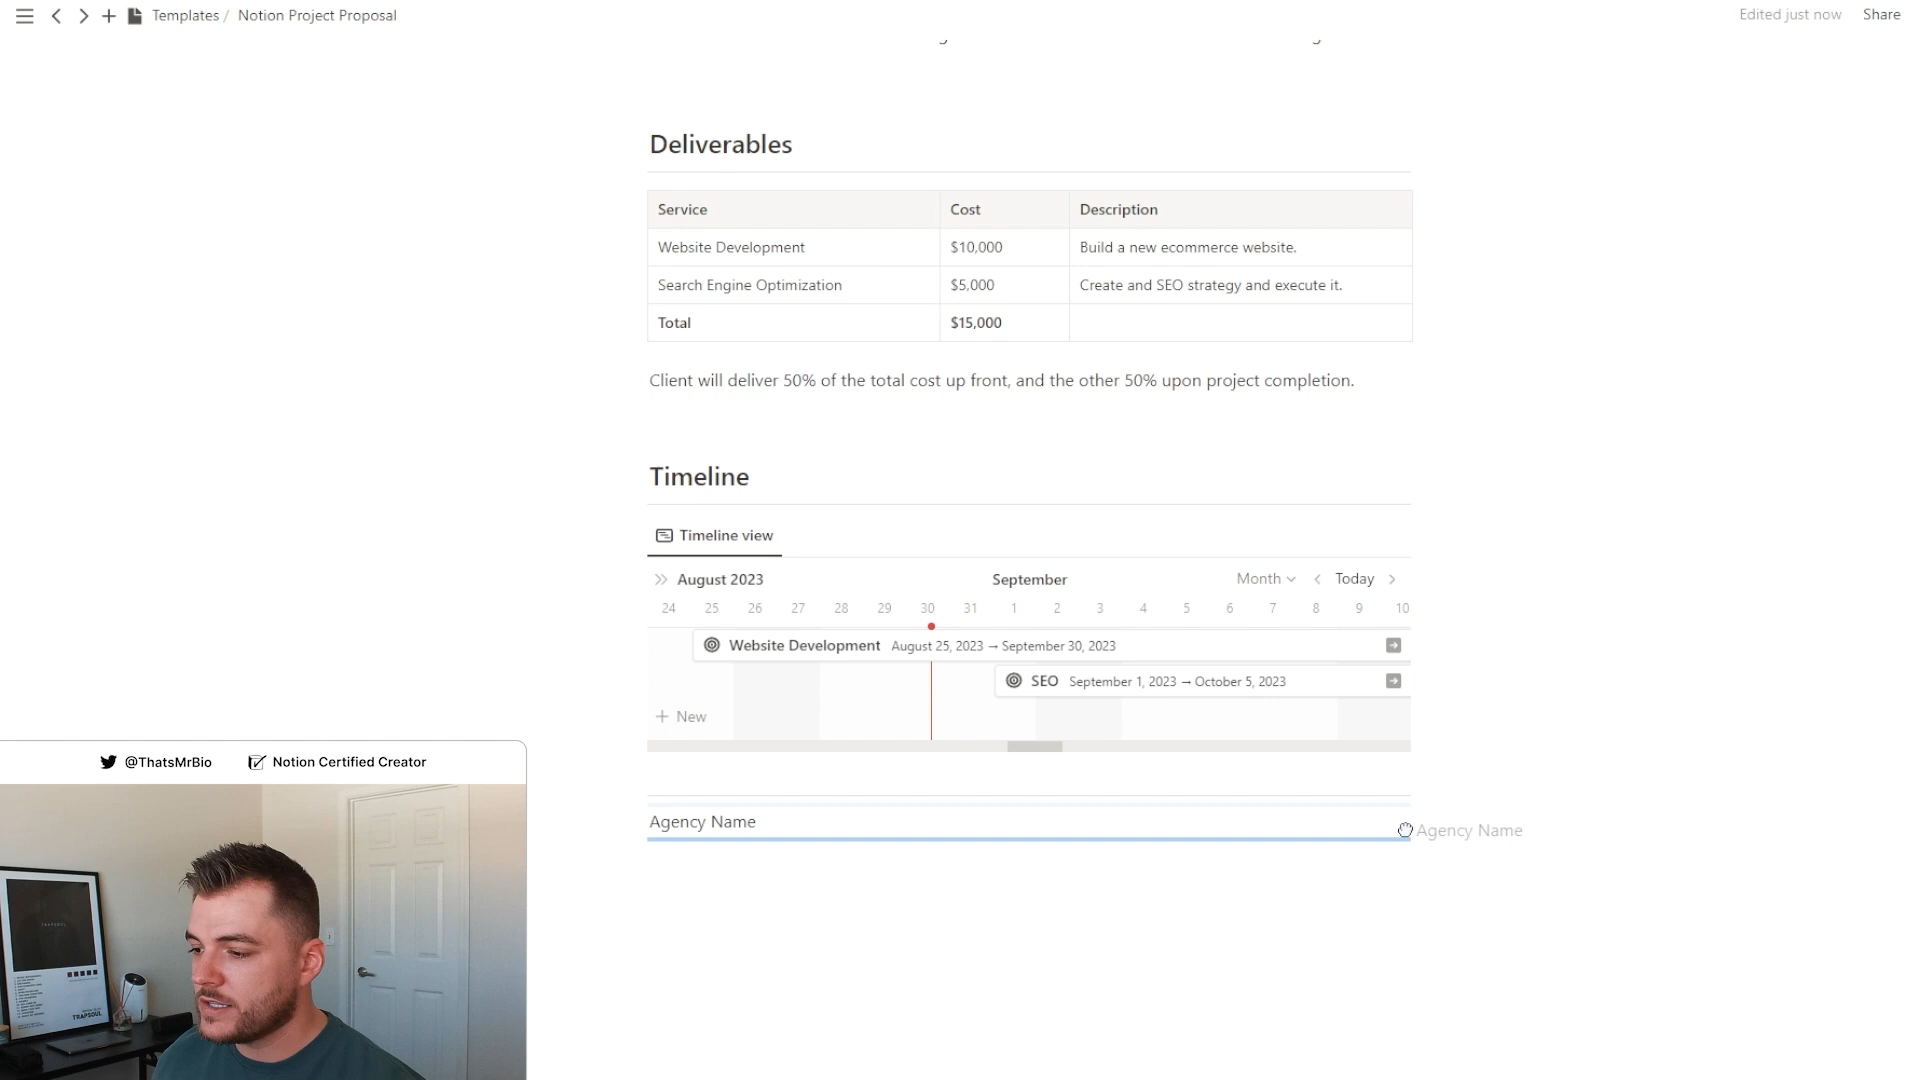 Templates / Notion Project Proposal
Edited just now Share
Deliverables
Service Cost Description
Website Development $10,000 Build a new ecommerce website.
Search Engine Optimization $5,000 Create and SEO strategy and execute it.
Total $15,000
Client will deliver 50% of the total cost up front, and the other 50% upon project completion.
Timeline
Timeline view
August 2023 September Month Today
24 25 26 27 28 29 30 31 1 2 3 4 5 6 7 8 9 10
Website Development August 25, 2023 → September 30, 2023
SEO September 1, 2023 → October 5, 2023
+ New
Agency Name
Agency Name
@ThatsMrBio Notion Certified Creator
TRAPSOUL